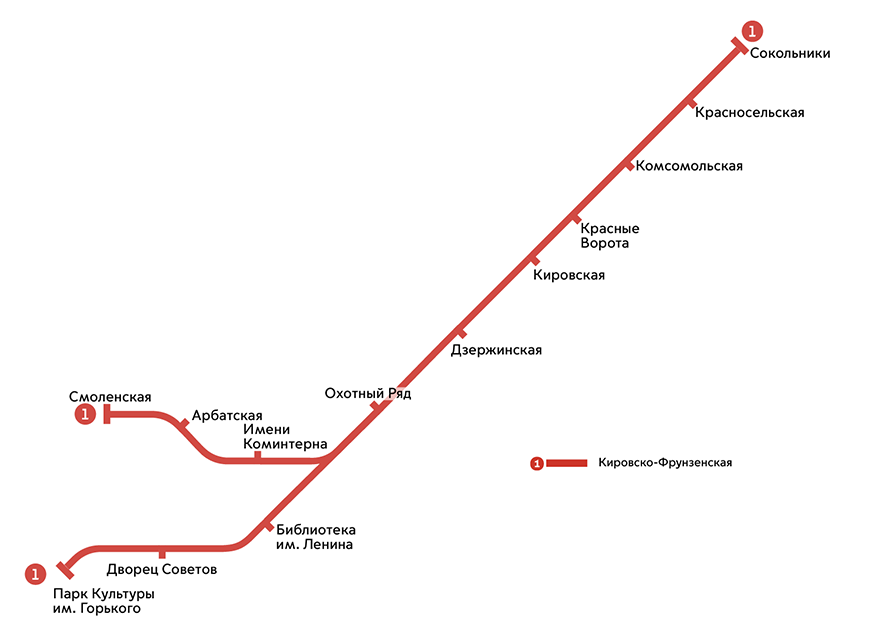 1
Сокольники
Красносельская
Комсомольская
Красные
Ворота
Кировская
Дзержинская
Охотный Ряд
Смоленская
1
Арбатская
Имени
Коминтерна
1 Кировско-Фрунзенская
Библиотека
им. Ленина
Дворец Советов
1
Парк Культуры
им. Горького